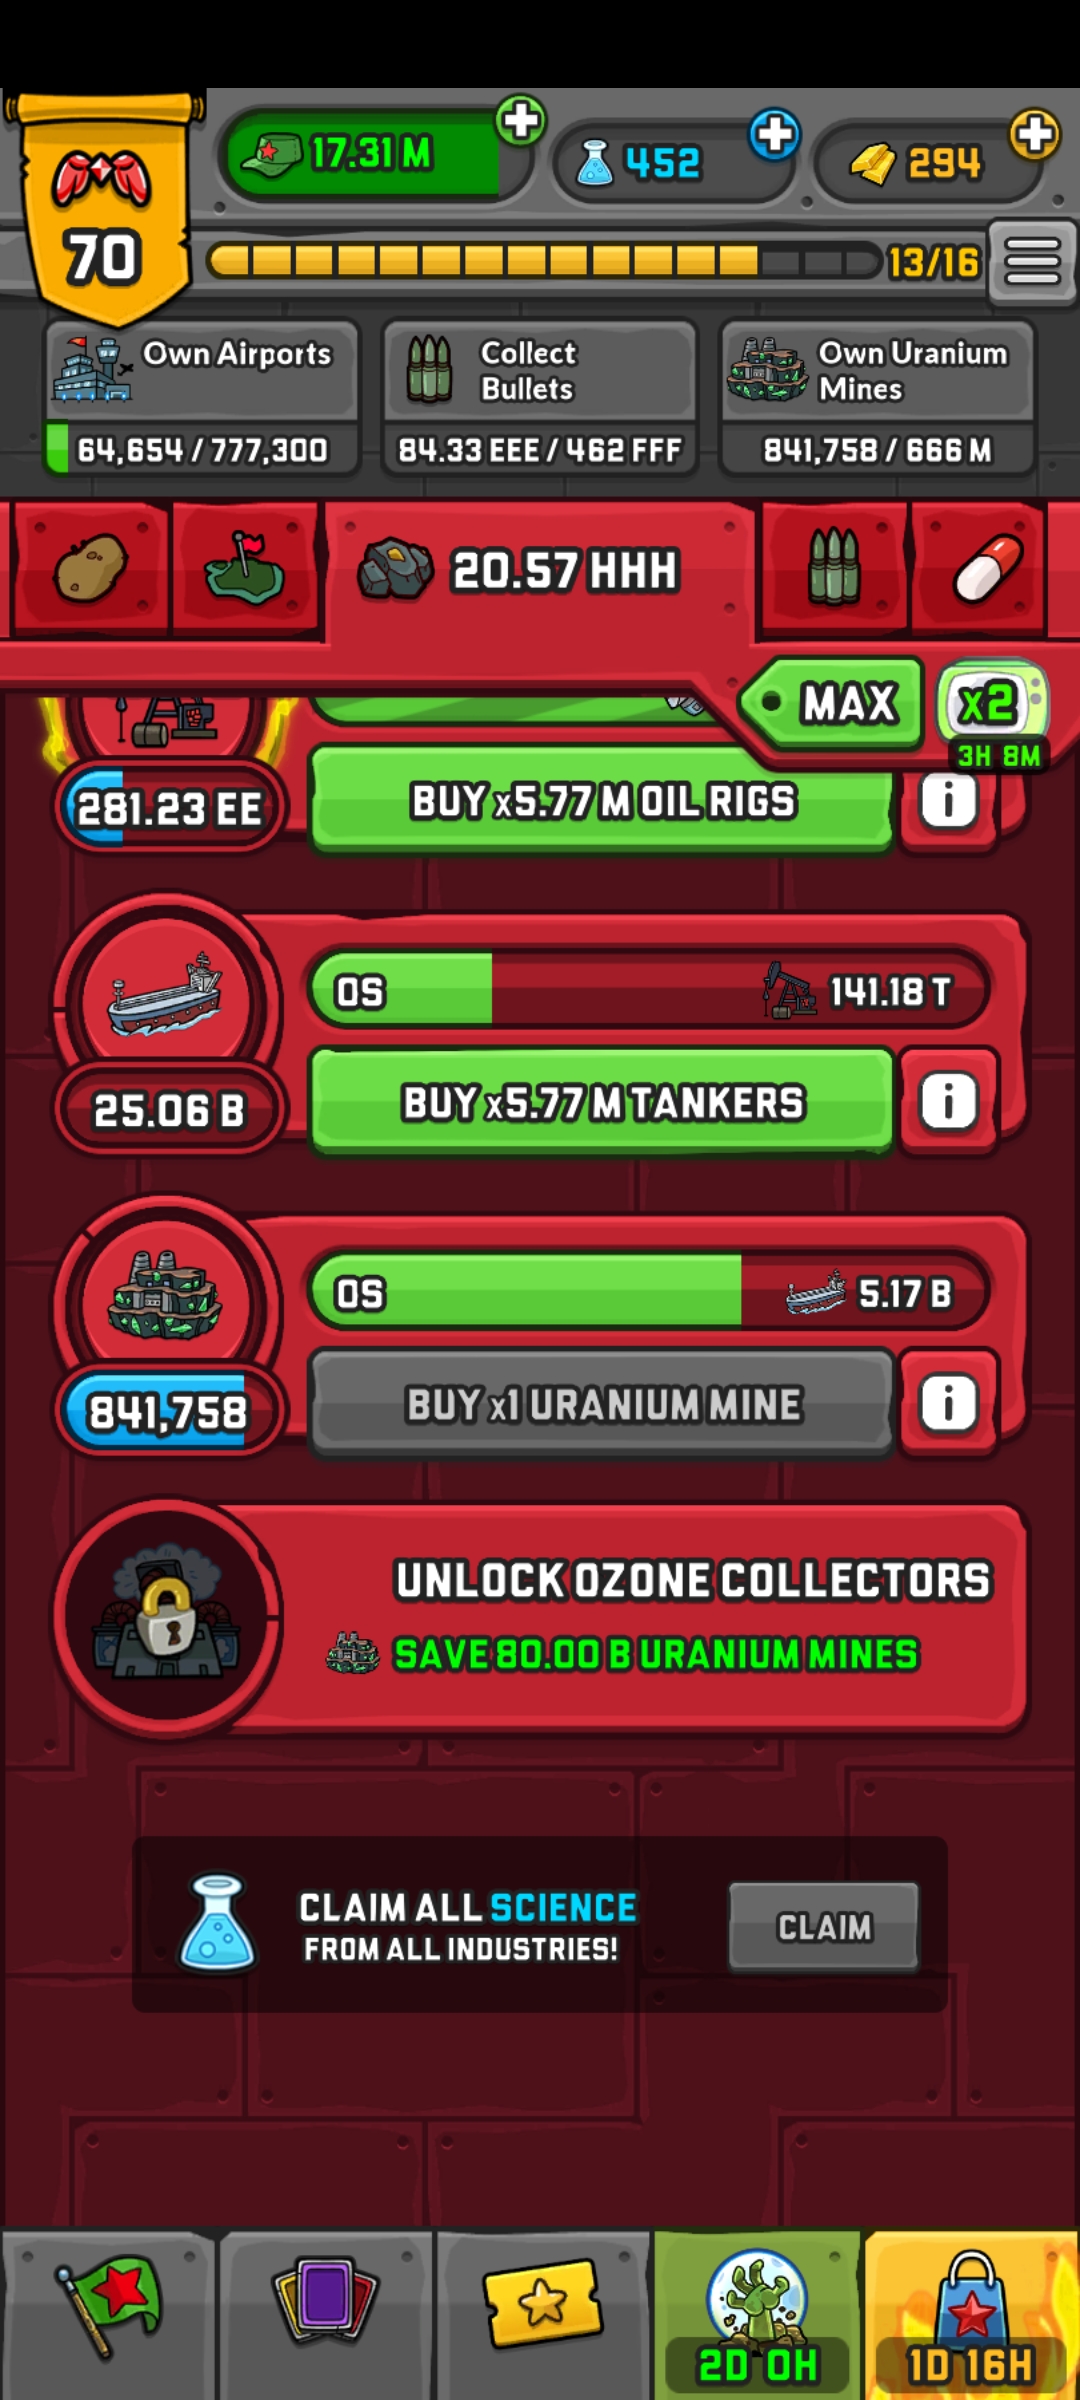 70
17.31 M
452
294
13/16
Own Airports
64,654 / 777,300
Collect
Bullets
84.33 EEE / 462 FFF
Own Uranium
Mines
841,758 / 666 M
20.57 HHH
MAX
x2
3H 8M
281.23 EE
BUY x5.77 M OIL RIGS
i
0S
141.18 T
25.06 B
BUY x5.77 M TANKERS
i
0S
5.17 B
841,758
BUY x1 URANIUM MINE
i
UNLOCK OZONE COLLECTORS
SAVE 80.00 B URANIUM MINES
CLAIM ALL SCIENCE
FROM ALL INDUSTRIES!
CLAIM
2D 0H
1D 16H